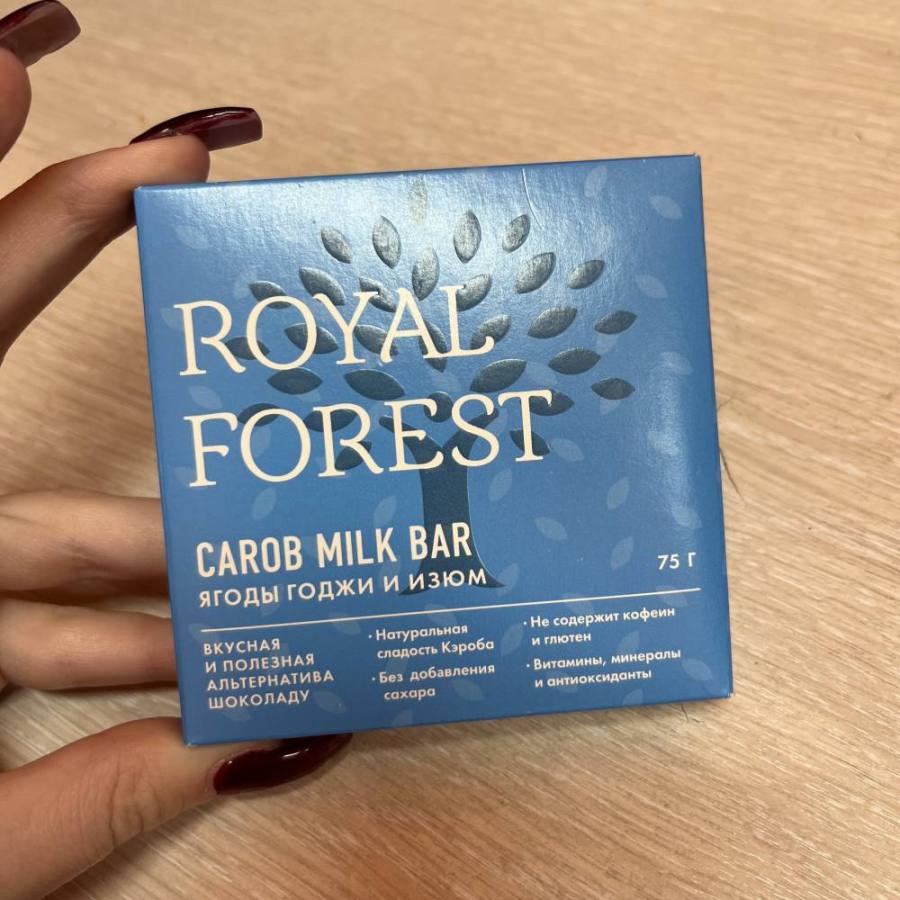 ROYAL
FOREST
CAROB MILK BAR
ЯГОДЫ ГОДЖИ И ИЗЮМ
75 Г
ВКУСНАЯ
И ПОЛЕЗНАЯ
АЛЬТЕРНАТИВА
ШОКОЛАДУ
· Натуральная
сладость Кэроба
· Без добавления
сахара
· Не содержит кофеин
и глютен
· Витамины, минералы
и антиоксиданты